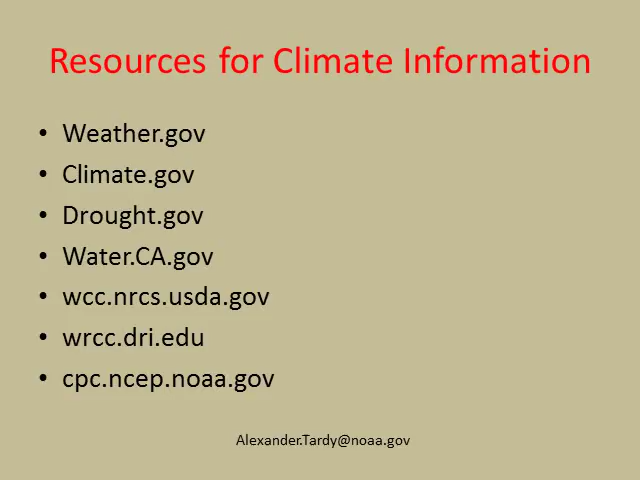 Resources for Climate Information
• Weather.gov
• Climate.gov
• Drought.gov
• Water.CA.gov
• wcc.nrcs.usda.gov
• wrcc.dri.edu
• cpc.ncep.noaa.gov
Alexander.Tardy@noaa.gov